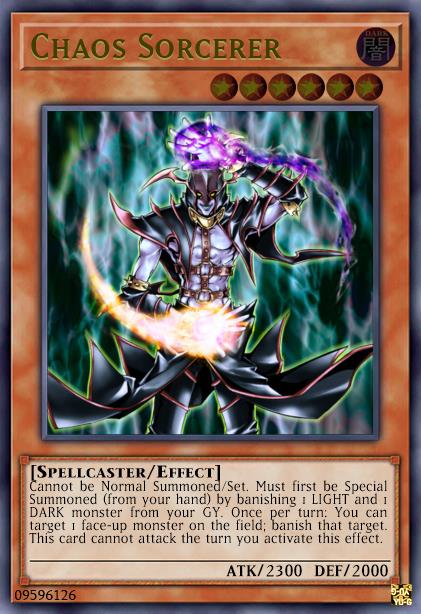 CHAOS SORCERER
DARK
闇
[SPELLCASTER/EFFECT]
Cannot be Normal Summoned/Set. Must first be Special
Summoned (from your hand) by banishing 1 LIGHT and 1
DARK monster from your GY. Once per turn: You can
target 1 face-up monster on the field; banish that target.
This card cannot attack the turn you activate this effect.
ATK/2300 DEF/2000
09596126